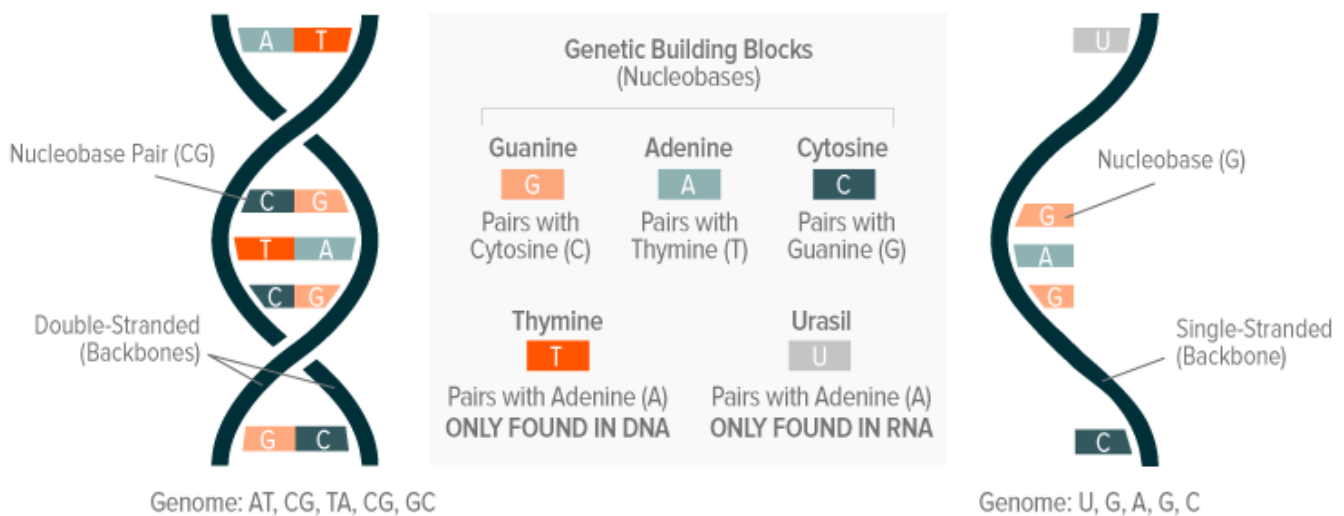 A T
Nucleobase Pair (CG)
C G
T A
C G
Double-Stranded
(Backbones)
G C
Genome: AT, CG, TA, CG, GC
Genetic Building Blocks
(Nucleobases)
Guanine
G
Pairs with
Cytosine (C)
Adenine
A
Pairs with
Thymine (T)
Cytosine
C
Pairs with
Guanine (G)
Thymine
T
Pairs with Adenine (A)
ONLY FOUND IN DNA
Urasil
U
Pairs with Adenine (A)
ONLY FOUND IN RNA
U
Nucleobase (G)
G
A
G
Single-Stranded
(Backbone)
C
Genome: U, G, A, G, C